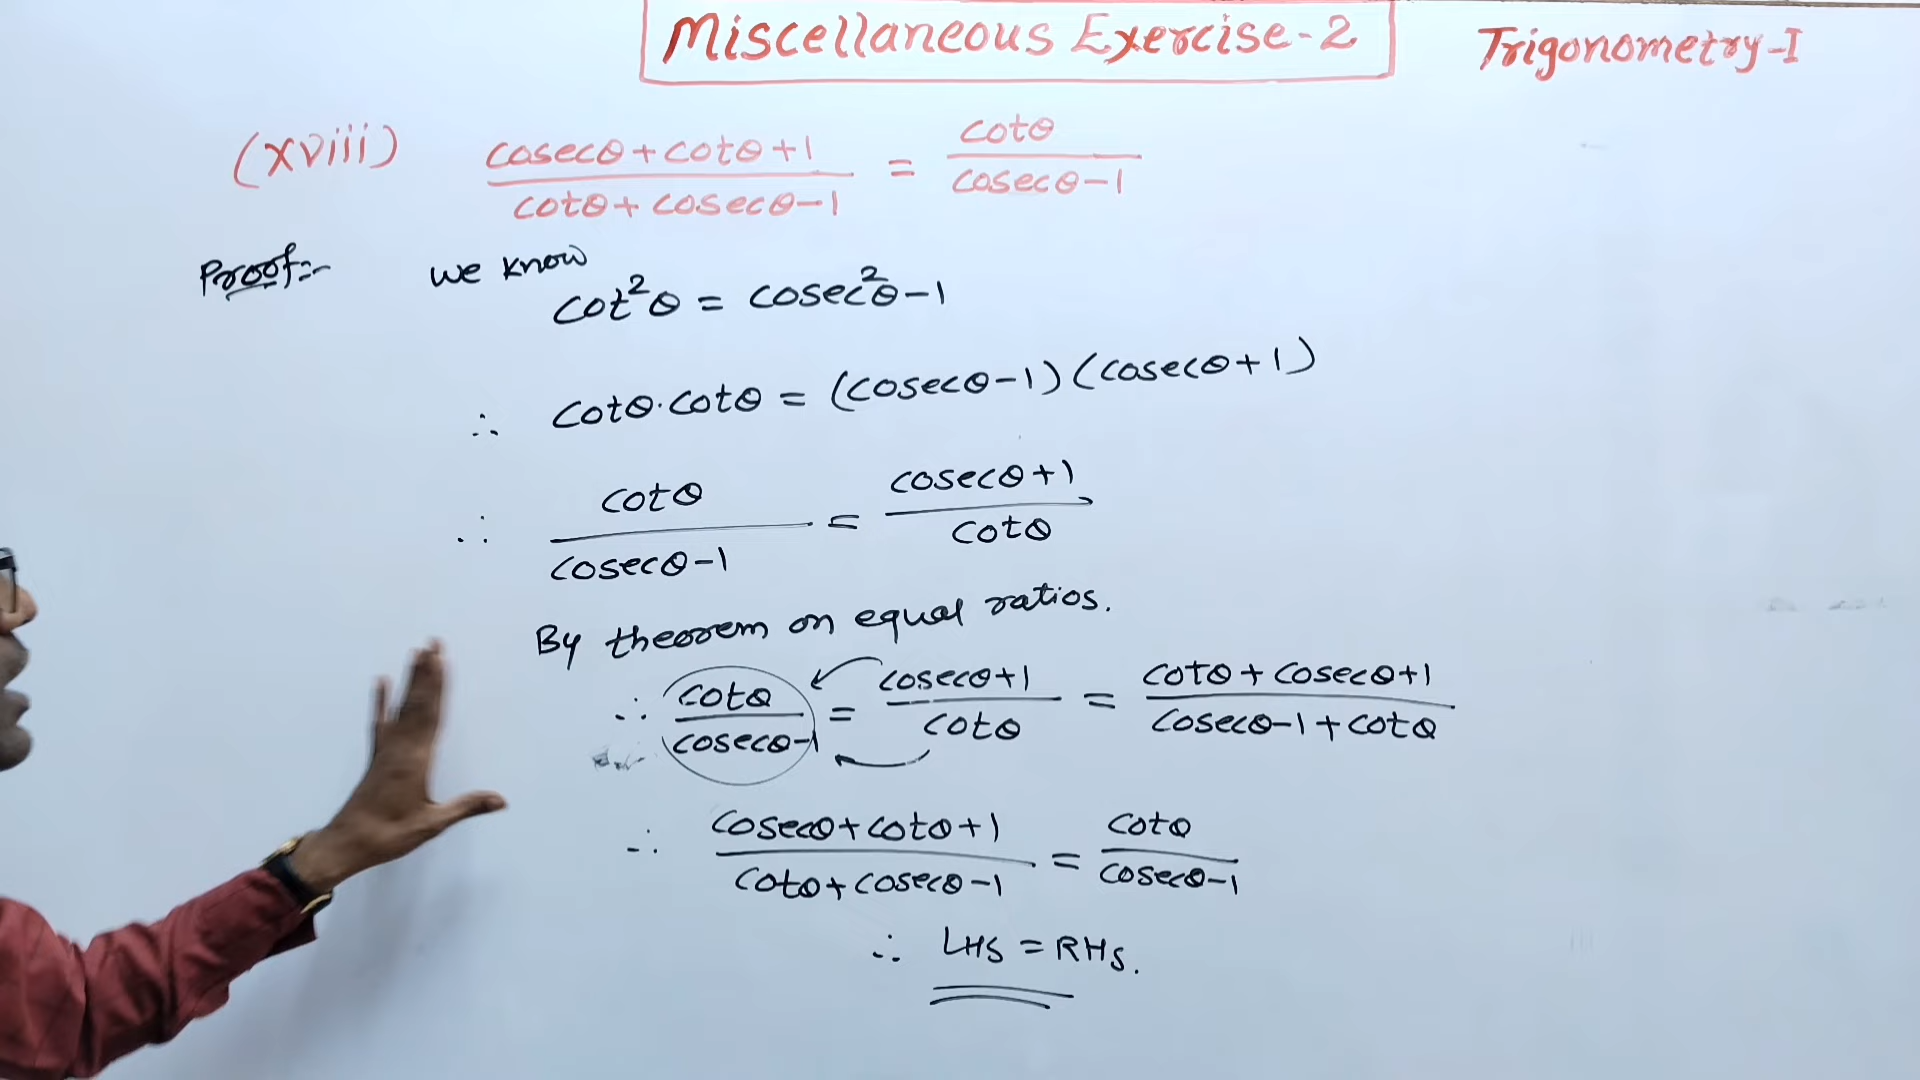 Miscellaneous Exercise-2
Trigonometry-I
(xviii) (cosecθ+cotθ+1)/(cotθ+cosecθ-1) = cotθ/(cosecθ-1)
Proof:- we know
cot²θ = cosec²θ-1
∴ cotθ·cotθ = (cosecθ-1)(cosecθ+1)
∴ cotθ/(cosecθ-1) = (cosecθ+1)/cotθ
By theorem on equal ratios.
∴ cotθ/(cosecθ-1) = (cosecθ+1)/cotθ = (cotθ+cosecθ+1)/(cosecθ-1+cotθ)
∴ (cosecθ+cotθ+1)/(cotθ+cosecθ-1) = cotθ/(cosecθ-1)
∴ LHS = RHS.